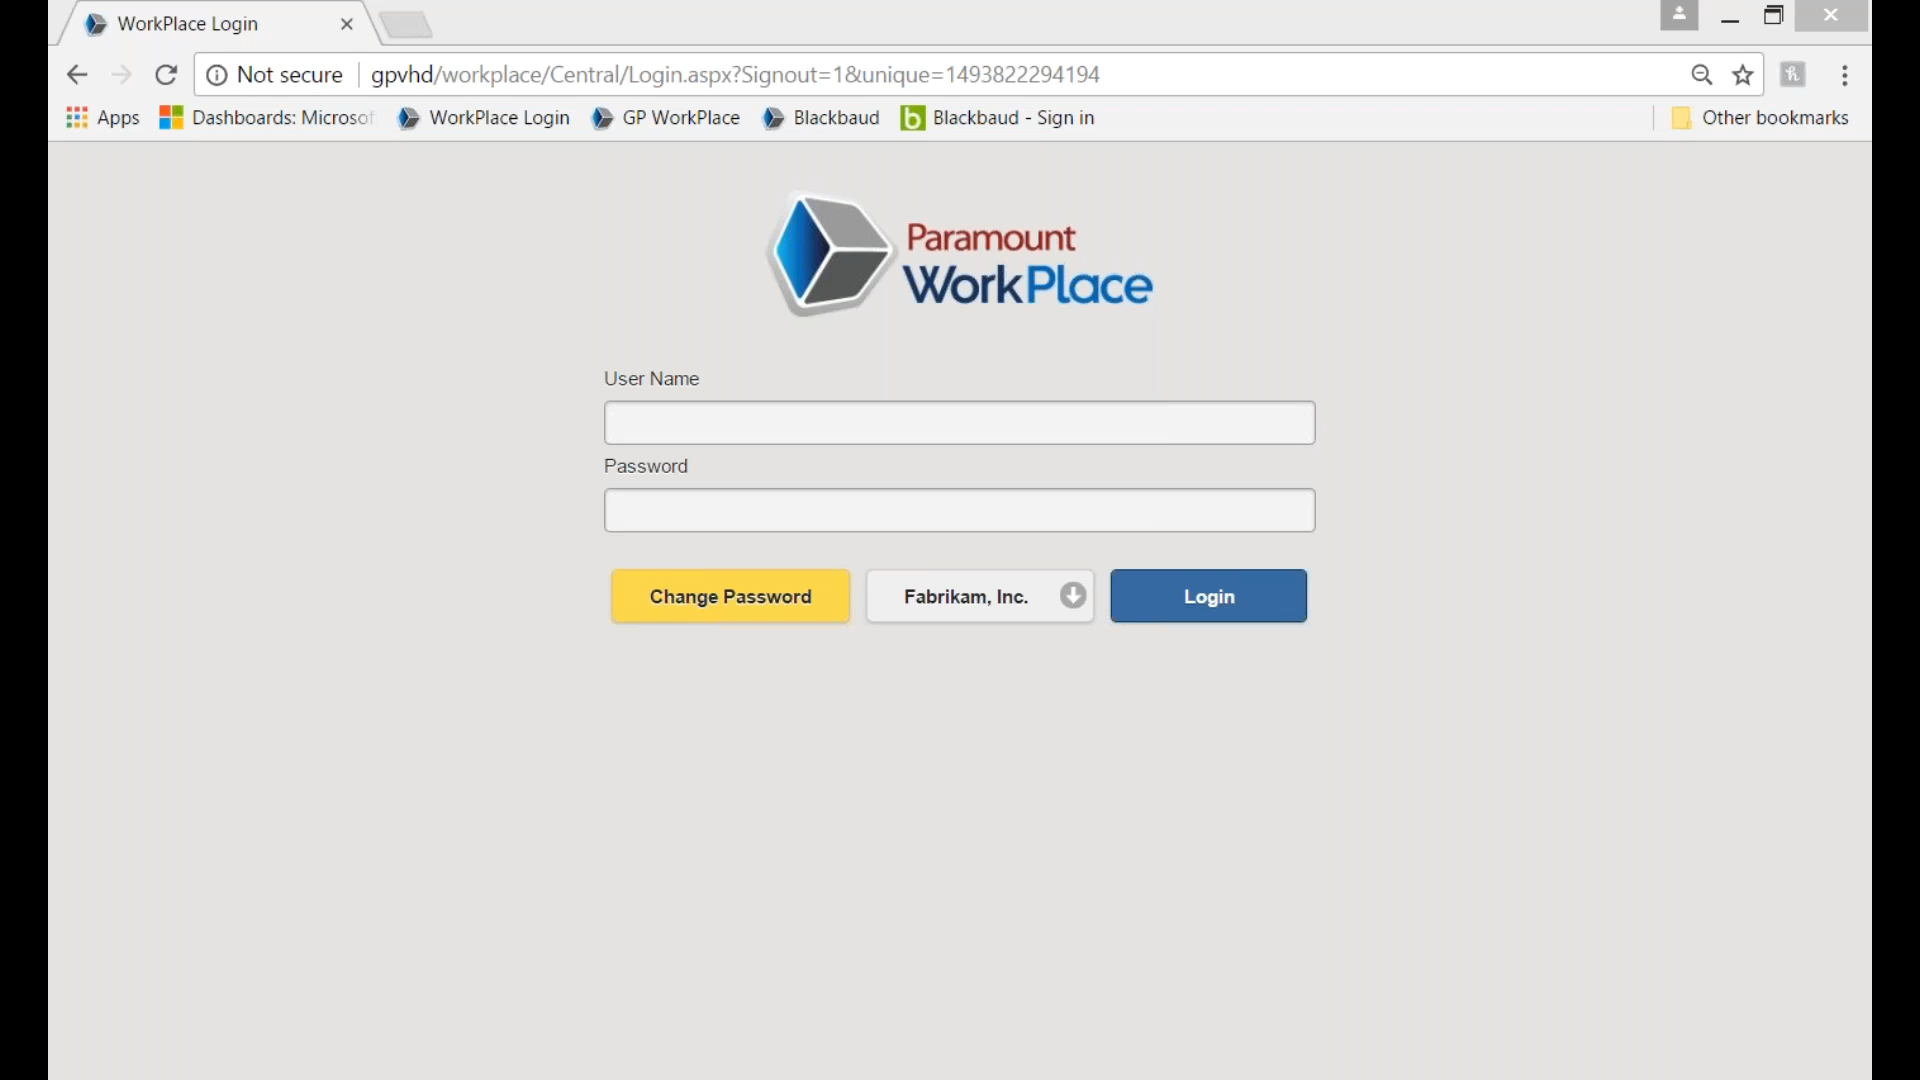 WorkPlace Login
Not secure gpvhd/workplace/Central/Login.aspx?Signout=1&unique=1493822294194
Apps Dashboards: Microsof WorkPlace Login GP WorkPlace Blackbaud b Blackbaud - Sign in Other bookmarks
Paramount
WorkPlace
User Name
Password
Change Password Fabrikam, Inc. Login